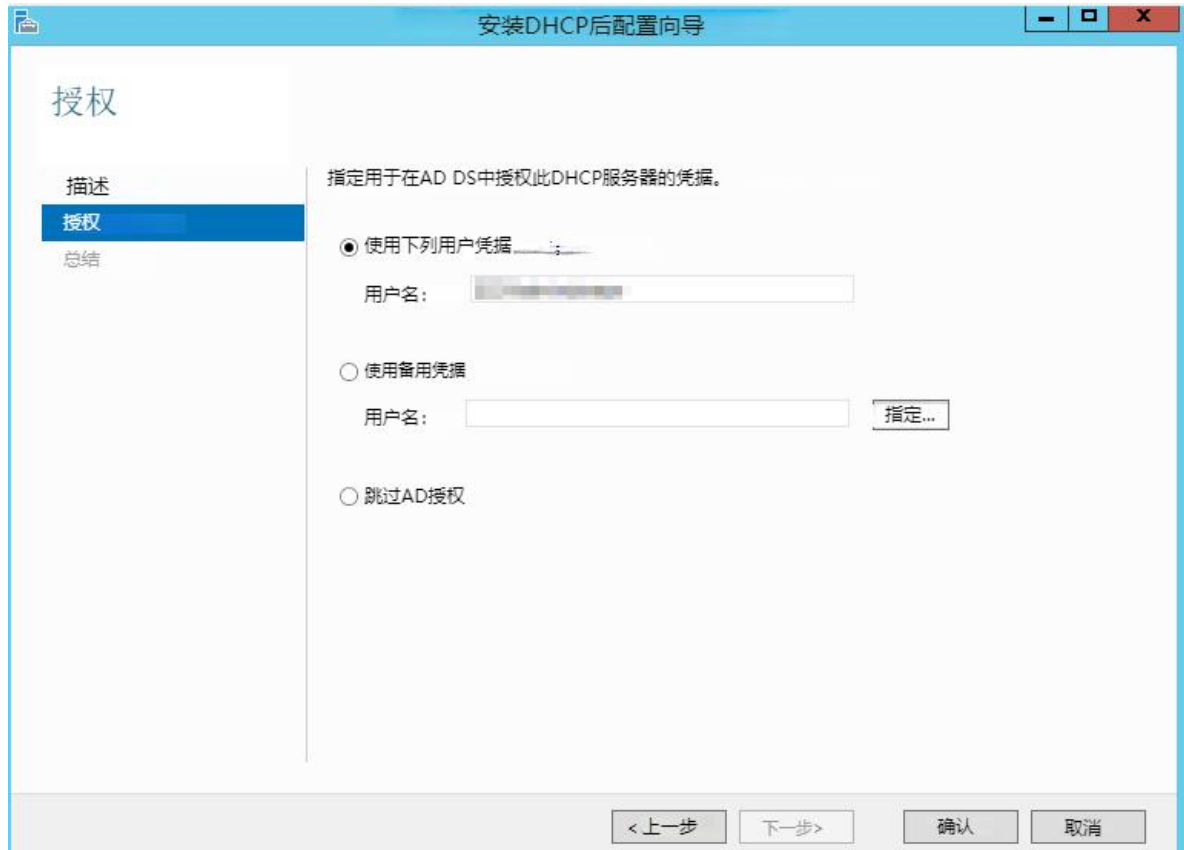 安装DHCP后配置向导
X
授权
描述
授权
总结
指定用于在AD DS中授权此DHCP服务器的凭据。
使用下列用户凭据
用户名：
使用备用凭据
用户名：
指定...
跳过AD授权
<上一步
下一步>
确认
取消